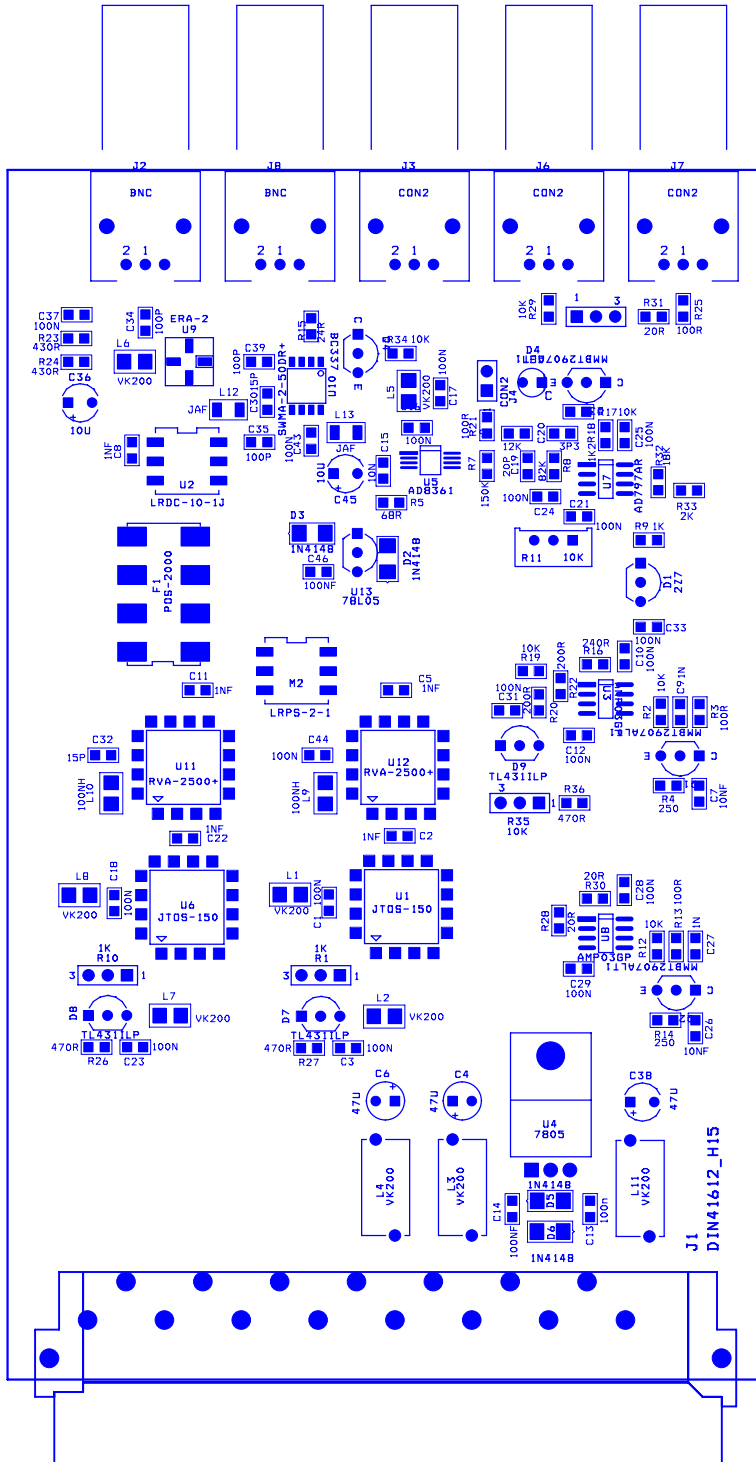 J2
J8
J3
J6
J7
BNC
BNC
CON2
CON2
CON2
2 1
2 1
2 1
2 1
2 1
C37
100N
R23
430R
R24
430R
C36
10U
C34
100P
L6
VK200
ERA-2
U9
L12
JAF
C39
100P
R15
24R
C30
15P
SWMA-2-50DR+
C35
100P
C43
100N
L13
JAF
10U
C45
C15
10N
R34
10K
L5
VK200
100N
C17
100N
U5
AD8361
R5
68R
R29
10K
1
3
R31
20R
R25
100R
D4
J4
CON2
R21
100R
12K
C20
3P3
R7
150K
C19
20P
82K
R8
100N
C24
C21
100N
R18
C25
100N
U7
AD797AR
R32
18K
R33
2K
R9
1K
R11
10K
D1
2Z7
C33
C8
1NF
U2
LRDC-10-1J
F1
POS-2000
D3
1N4148
C46
100NF
U13
78L05
D2
1N4148
M2
LRPS-2-1
C11
1NF
C5
1NF
10K
R19
200R
R22
240R
R16
C10
100N
100N
C31
200R
R20
U3
C12
100N
10K
R2
C9
1N
R3
100R
D9
TL431ILP
C
E
R4
250
C7
10NF
3
1
R35
10K
R36
470R
C32
15P
U11
RVA-2500+
100NH
L10
1NF
C22
C44
100N
U12
RVA-2500+
100NH
L9
1NF
C2
L8
VK200
C18
100N
U6
JTOS-150
L1
VK200
100N
C1
U1
JTOS-150
20R
R30
C28
100N
R28
20R
U8
AMP03GP
MMBT2907ALT1
C29
100N
10K
R12
R13
100R
1N
C27
C
E
R14
250
C26
10NF
1K
R10
3
1
1K
R1
3
1
D8
TL431ILP
L7
VK200
D7
TL431ILP
L2
VK200
470R
R26
C23
100N
470R
R27
C3
100N
C6
47U
C4
47U
U4
7805
C38
47U
L4
VK200
L3
VK200
L11
VK200
1N4148
D5
D6
1N4148
C14
100NF
C13
100n
J1
DIN41612_H15